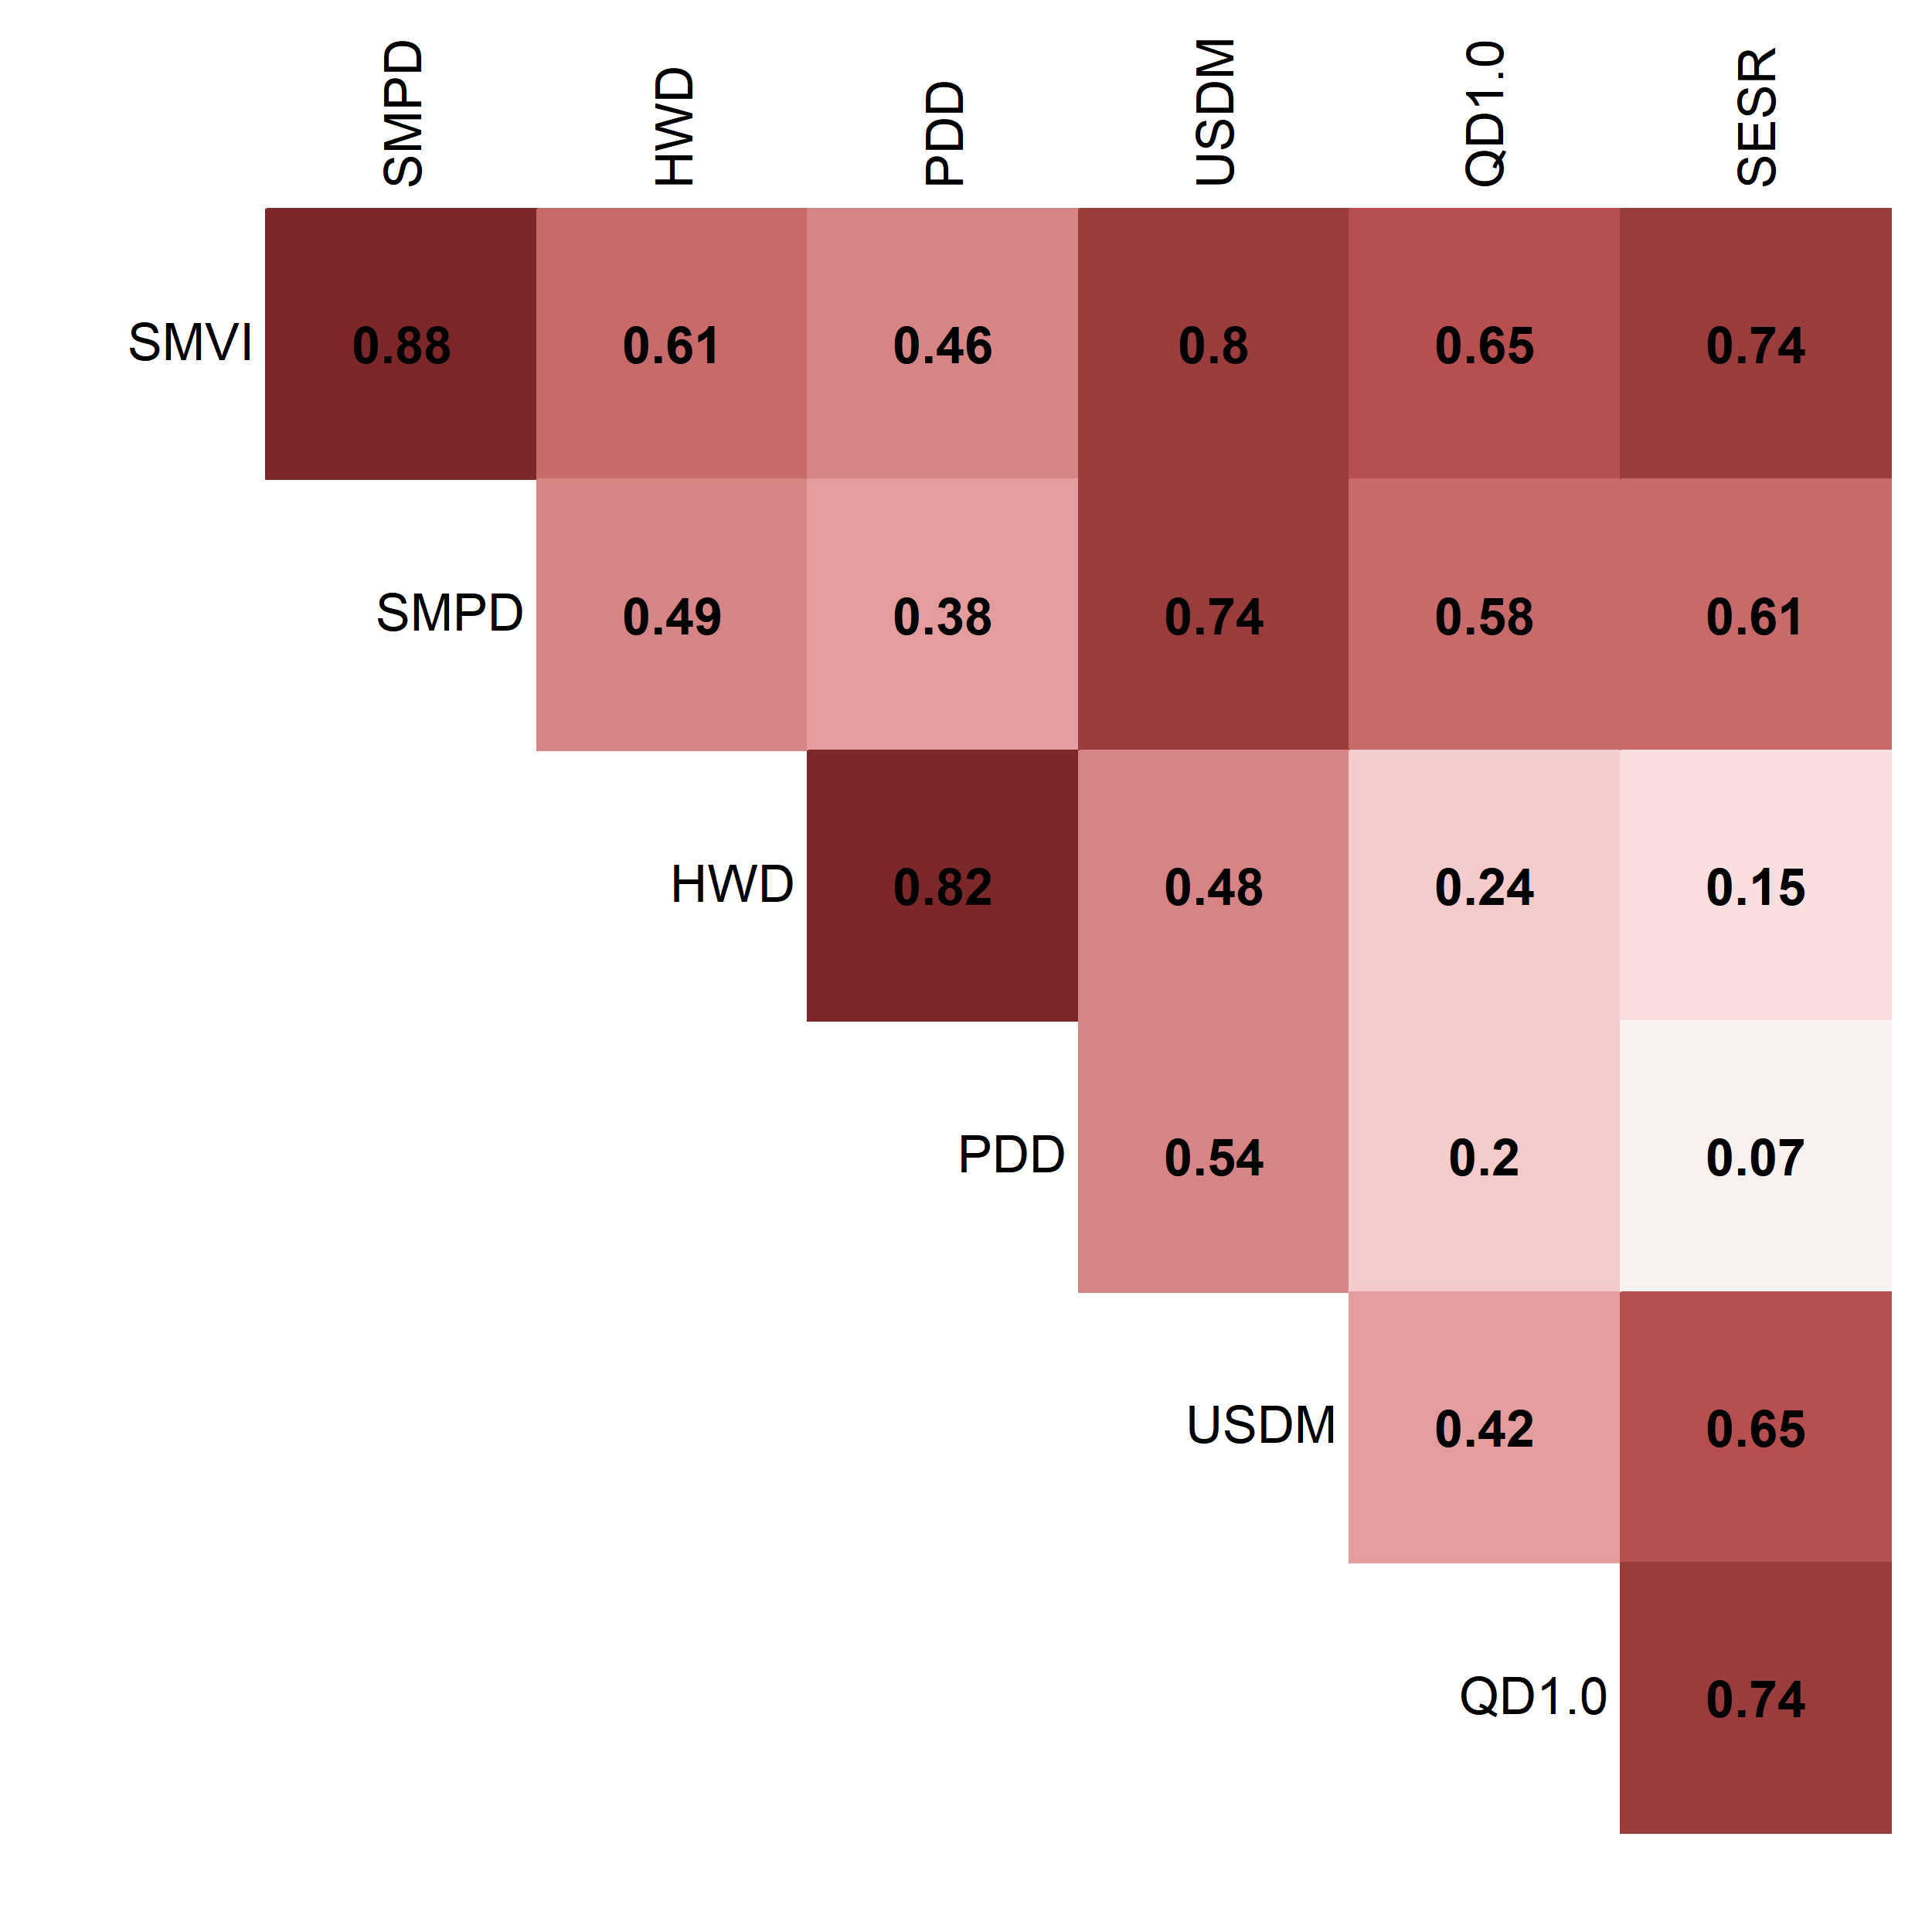 SMPD HWD PDD USDM QD1.0 SESR
SMVI 0.88 0.61 0.46 0.8 0.65 0.74
SMPD 0.49 0.38 0.74 0.58 0.61
HWD 0.82 0.48 0.24 0.15
PDD 0.54 0.2 0.07
USDM 0.42 0.65
QD1.0 0.74